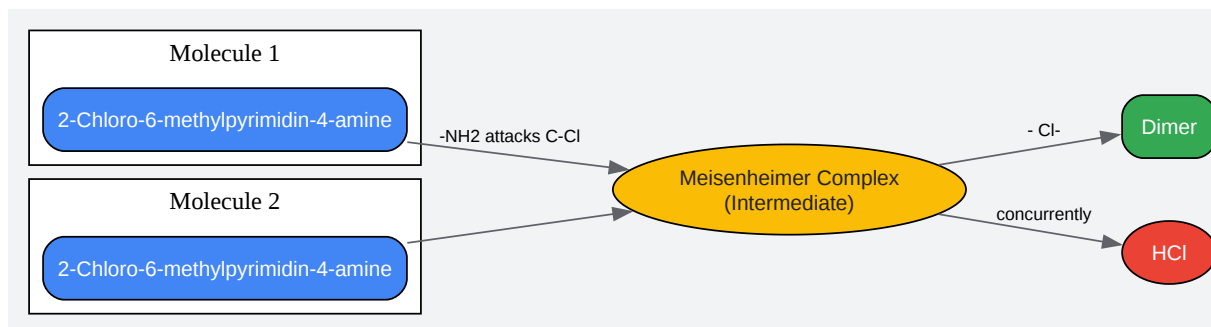 Molecule 1
2-Chloro-6-methylpyrimidin-4-amine
-NH2 attacks C-Cl
Molecule 2
2-Chloro-6-methylpyrimidin-4-amine
Meisenheimer Complex
(Intermediate)
- Cl-
Dimer
concurrently
HCl